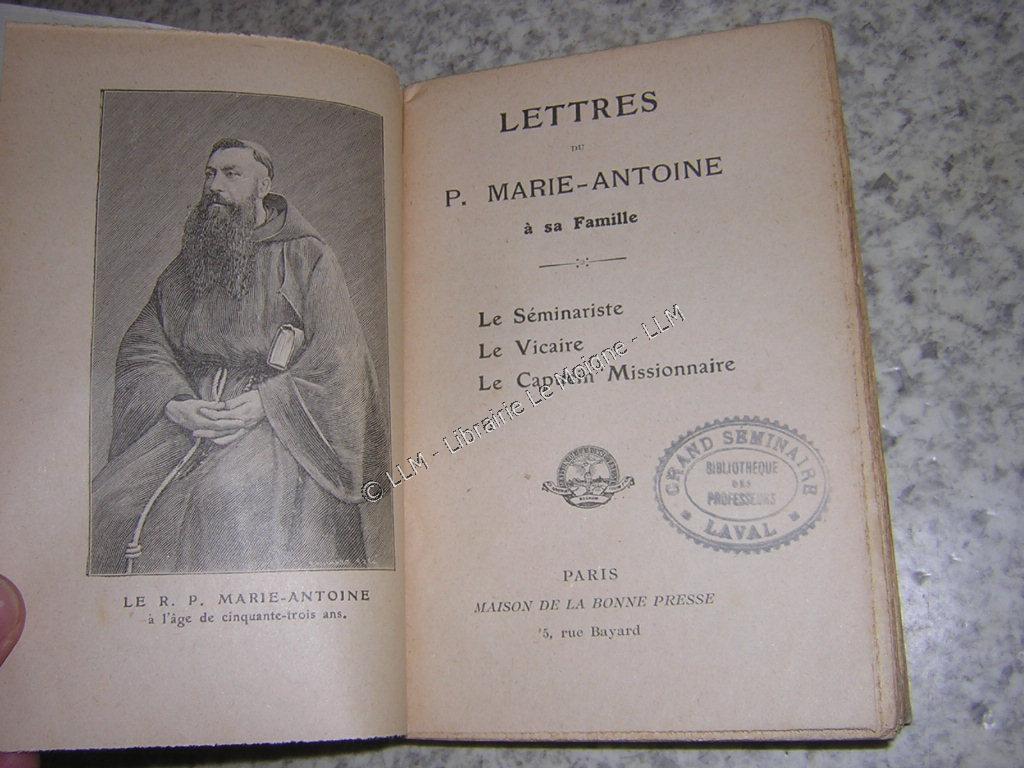 LE R. P. MARIE-ANTOINE
à l'âge de cinquante-trois ans.
LETTRES
DU
P. MARIE-ANTOINE
à sa Famille
Le Séminariste
Le Vicaire
Le Capucin Missionnaire
© LLM - Librairie Le Moigne - LLM
GRAND SÉMINAIRE
BIBLIOTHÈQUE
DES
PROFESSEURS
LAVAL
PARIS
MAISON DE LA BONNE PRESSE
5, rue Bayard